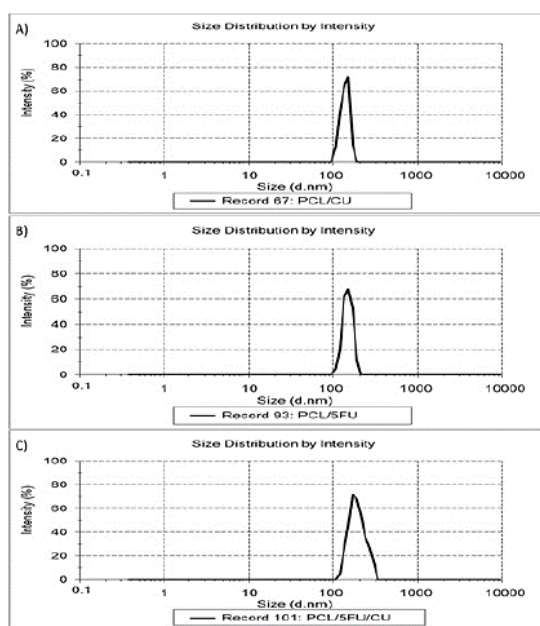 A)
Size Distribution by Intensity
Intensity (%)
100
80
60
40
20
0
0.1 1 10 100 1000 10000
Size (d.nm)
Record 67: PCL/CU
B)
Size Distribution by Intensity
Intensity (%)
100
80
60
40
20
0
0.1 1 10 100 1000 10000
Size (d.nm)
Record 93: PCL/5FU
C)
Size Distribution by Intensity
Intensity (%)
100
80
60
40
20
0
0.1 1 10 100 1000 10000
Size (d.nm)
Record 101: PCL/5FU/CU